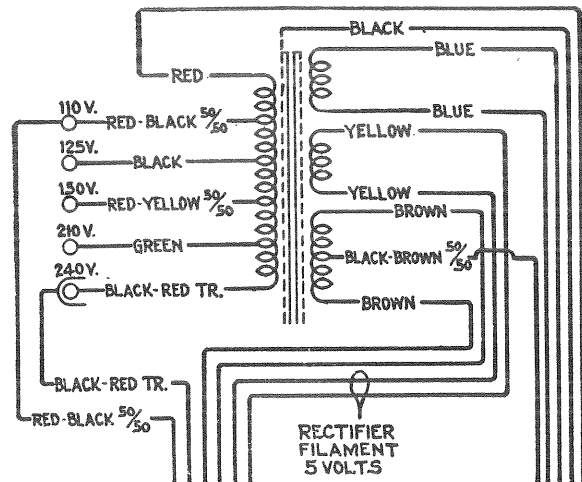 BLACK
BLUE
RED
110 V.
RED-BLACK 50/50
BLUE
YELLOW
125V.
BLACK
150V.
RED-YELLOW 50/50
YELLOW
BROWN
210V.
GREEN
BLACK-BROWN 50/50
240V.
BLACK-RED TR.
BROWN
BLACK-RED TR.
RED-BLACK 50/50
RECTIFIER
FILAMENT
5 VOLTS